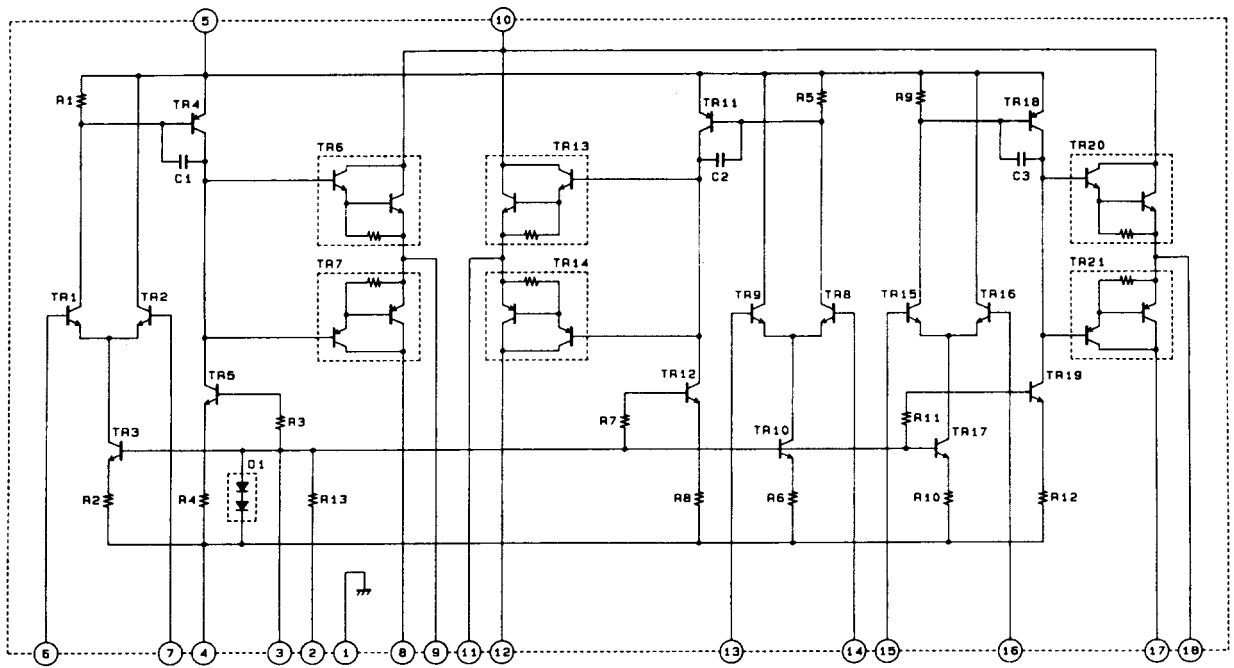 5 10
R1 TR4 TR11 R5 R9 TR18
C1 TR6 TR13 C2 C3 TR20
TR7 TR14 TR21
TR1 TR2 TR9 TR8 TR15 TR16
TR5 TR12 TR19
R3 R7 R11
TR3 TR10 TR17
D1
R2 R4 R13 R8 R6 R10 R12
6 7 4 3 2 1 8 9 11 12 13 14 15 16 17 18